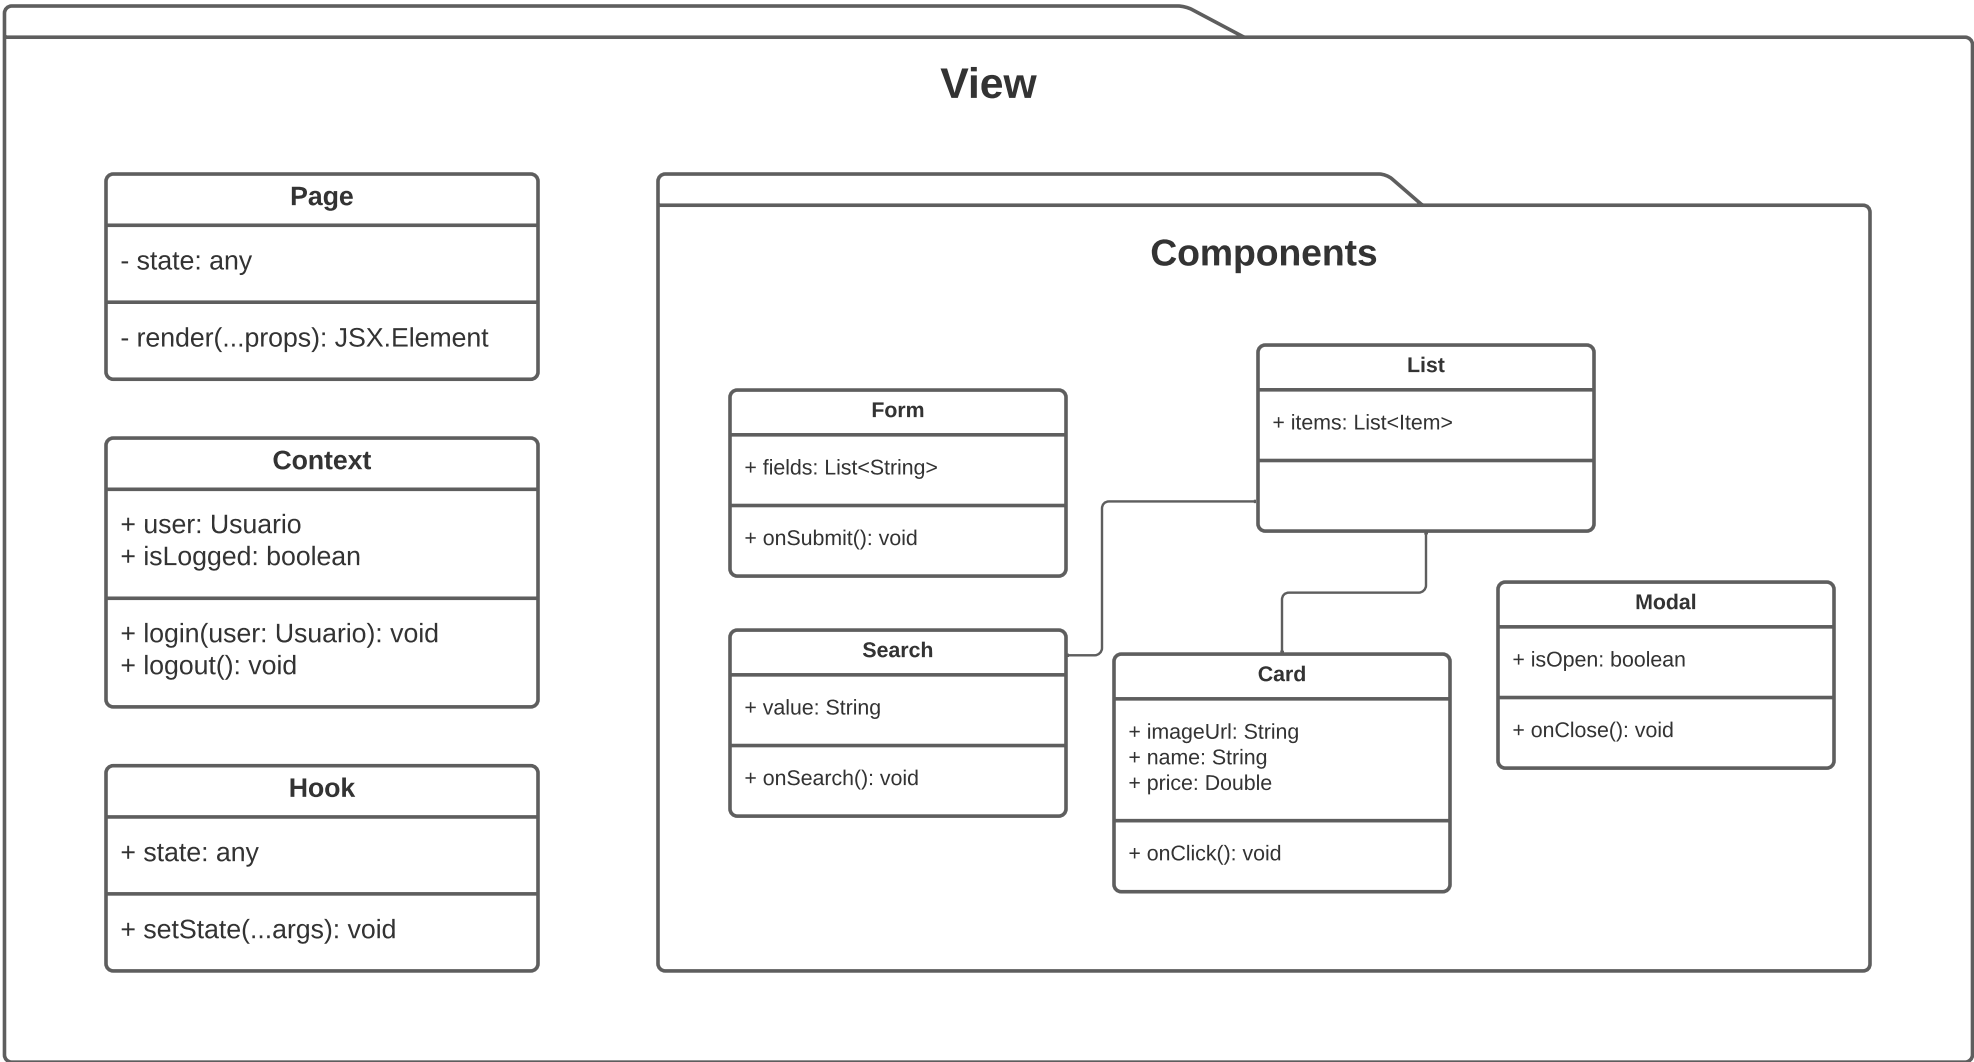 View
Page
- state: any
- render(...props): JSX.Element
Context
+ user: Usuario
+ isLogged: boolean
+ login(user: Usuario): void
+ logout(): void
Hook
+ state: any
+ setState(...args): void
Components
Form
+ fields: List<String>
+ onSubmit(): void
List
+ items: List<Item>
Search
+ value: String
+ onSearch(): void
Card
+ imageUrl: String
+ name: String
+ price: Double
+ onClick(): void
Modal
+ isOpen: boolean
+ onClose(): void